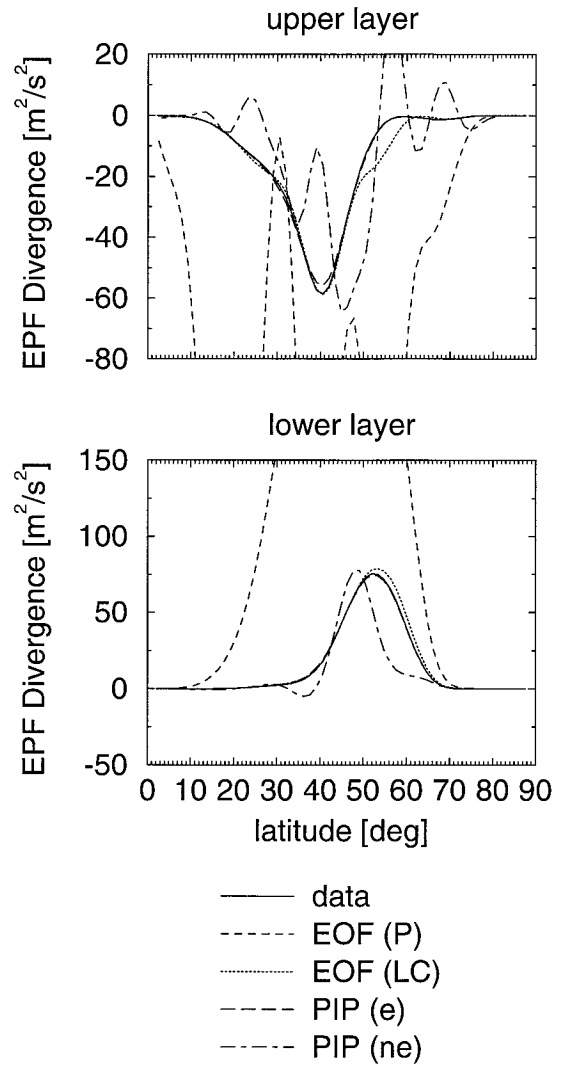 upper layer
EPF Divergence [m²/s²]
20
0
-20
-40
-60
-80
lower layer
EPF Divergence [m²/s²]
150
100
50
0
-50
0 10 20 30 40 50 60 70 80 90
latitude [deg]
data
EOF (P)
EOF (LC)
PIP (e)
PIP (ne)